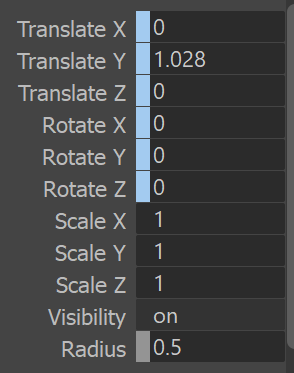 Translate X 0
Translate Y 1.028
Translate Z 0
Rotate X 0
Rotate Y 0
Rotate Z 0
Scale X 1
Scale Y 1
Scale Z 1
Visibility on
Radius 0.5